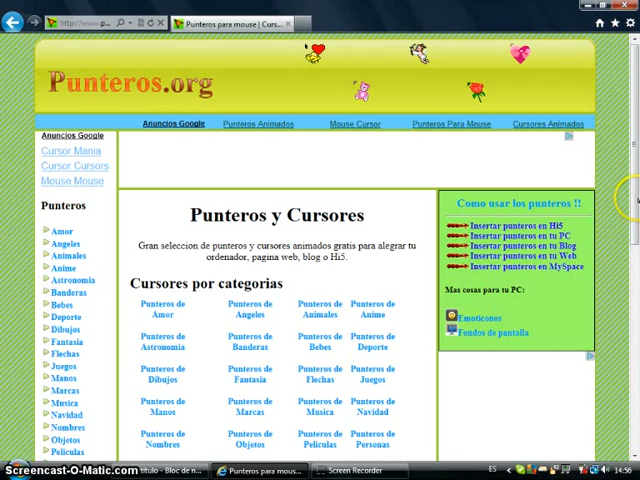 http://www.p...
Punteros para mouse | Curs...
Punteros.org
Anuncios Google
Punteros Animados
Mouse Cursor
Punteros Para Mouse
Cursores Animados
Anuncios Google
Cursor Mania
Cursor Cursors
Mouse Mouse
Punteros
Amor
Angeles
Animales
Anime
Astronomia
Banderas
Bebes
Deporte
Dibujos
Fantasia
Flechas
Juegos
Manos
Marcas
Musica
Navidad
Nombres
Objetos
Peliculas
Punteros y Cursores
Gran seleccion de punteros y cursores animados gratis para alegrar tu
ordenador, pagina web, blog o Hi5.
Cursores por categorias
Punteros de Amor
Punteros de Angeles
Punteros de Animales
Punteros de Anime
Punteros de Astronomia
Punteros de Banderas
Punteros de Bebes
Punteros de Deporte
Punteros de Dibujos
Punteros de Fantasia
Punteros de Flechas
Punteros de Juegos
Punteros de Manos
Punteros de Marcas
Punteros de Musica
Punteros de Navidad
Punteros de Nombres
Punteros de Objetos
Punteros de Peliculas
Punteros de Personas
Como usar los punteros !!
Insertar punteros en Hi5
Insertar punteros en tu PC
Insertar punteros en tu Blog
Insertar punteros en tu Web
Insertar punteros en MySpace
Mas cosas para tu PC:
Emoticonos
Fondos de pantalla
Screencast-O-Matic.com
título - Bloc de n...
Punteros para mous...
Screen Recorder
ES
14:56